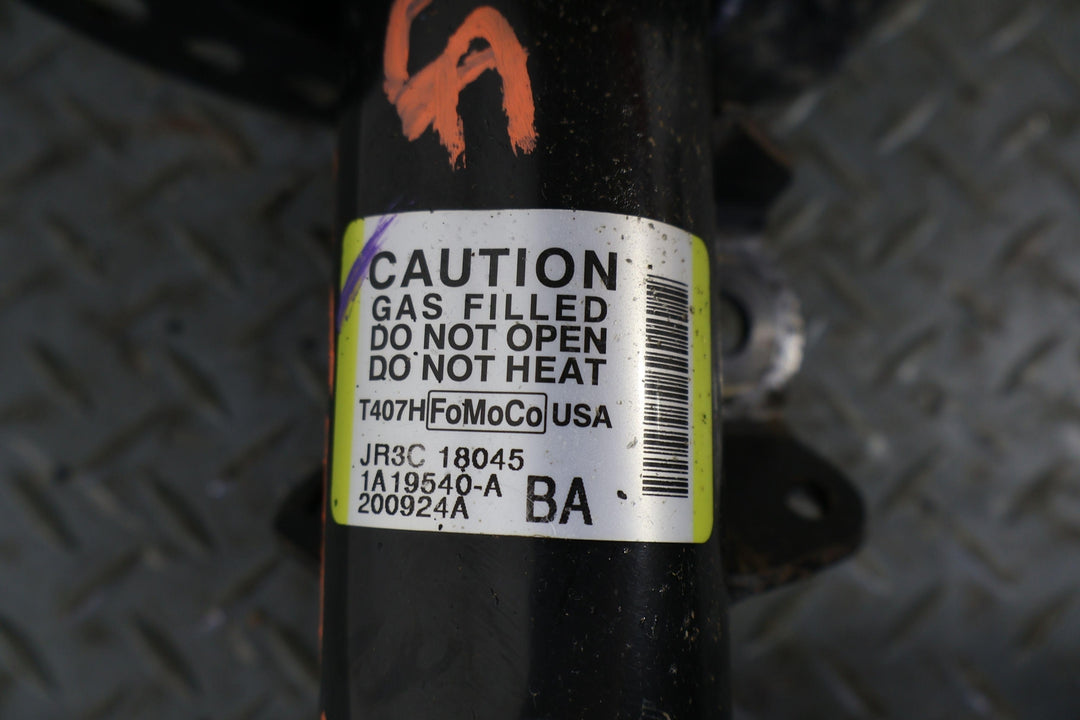 CAUTION
GAS FILLED
DO NOT OPEN
DO NOT HEAT
T407H FoMoCo USA
JR3C 18045
1A19540-A
200924A BA